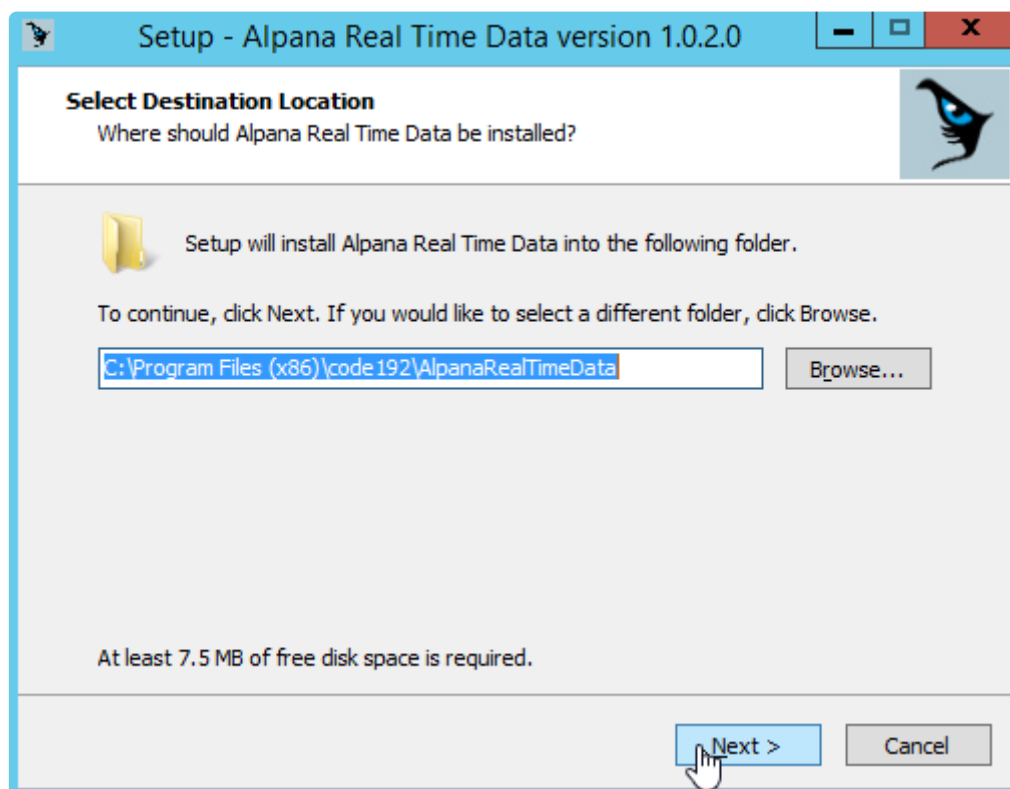 Setup - Alpana Real Time Data version 1.0.2.0
Select Destination Location
Where should Alpana Real Time Data be installed?
Setup will install Alpana Real Time Data into the following folder.
To continue, click Next. If you would like to select a different folder, click Browse.
C:\Program Files (x86)\code192\AlpanaRealTimeData
Browse...
At least 7.5 MB of free disk space is required.
Next >
Cancel